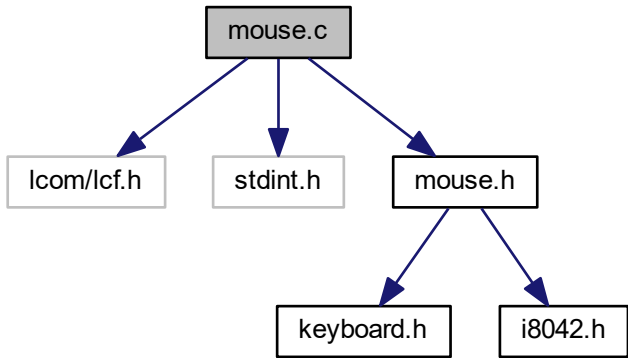 mouse.c
lcom/lcf.h
stdint.h
mouse.h
keyboard.h
i8042.h